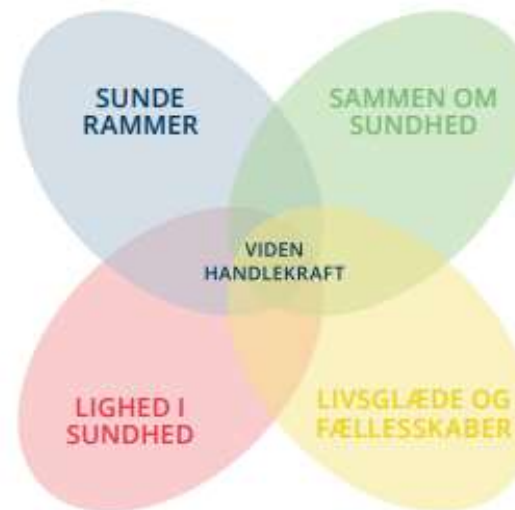 SUNDE
RAMMER
SAMMEN OM
SUNDHED
VIDEN
HANDLEKRAFT
LIGHED I
SUNDHED
LIVSGLÆDE OG
FÆLLESSKABER